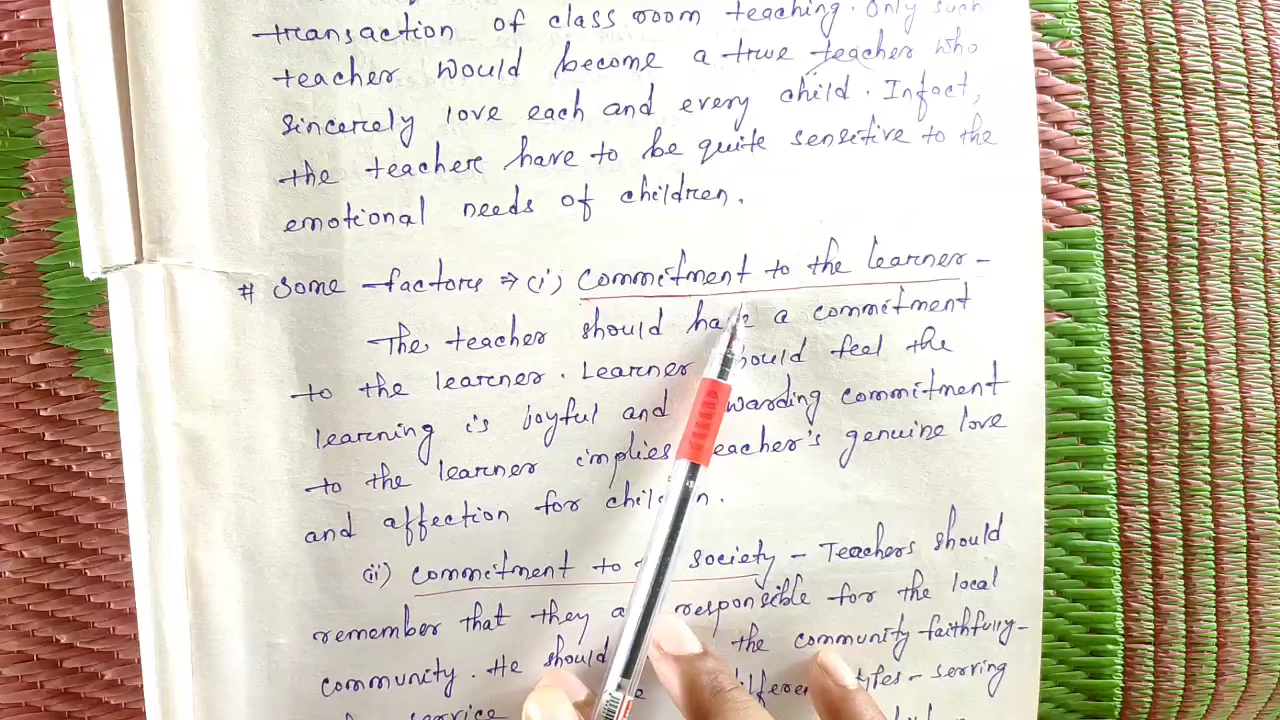 transaction of class room teaching. Only such
teacher would become a true teacher who
sincerely love each and every child. Infact,
the teacher have to be quite sensetive to the
emotional needs of children.
# Some factors ⇒ (i) Commitment to the learner -
The teacher should have a commitment
to the learner. Learner should feel the
learning is joyful and warding commitment
to the learner implies teacher's genuine love
and affection for children.
(ii) Commitment to society - Teachers should
remember that they responsible for the local
community. He should the community faithfully-
serving
service